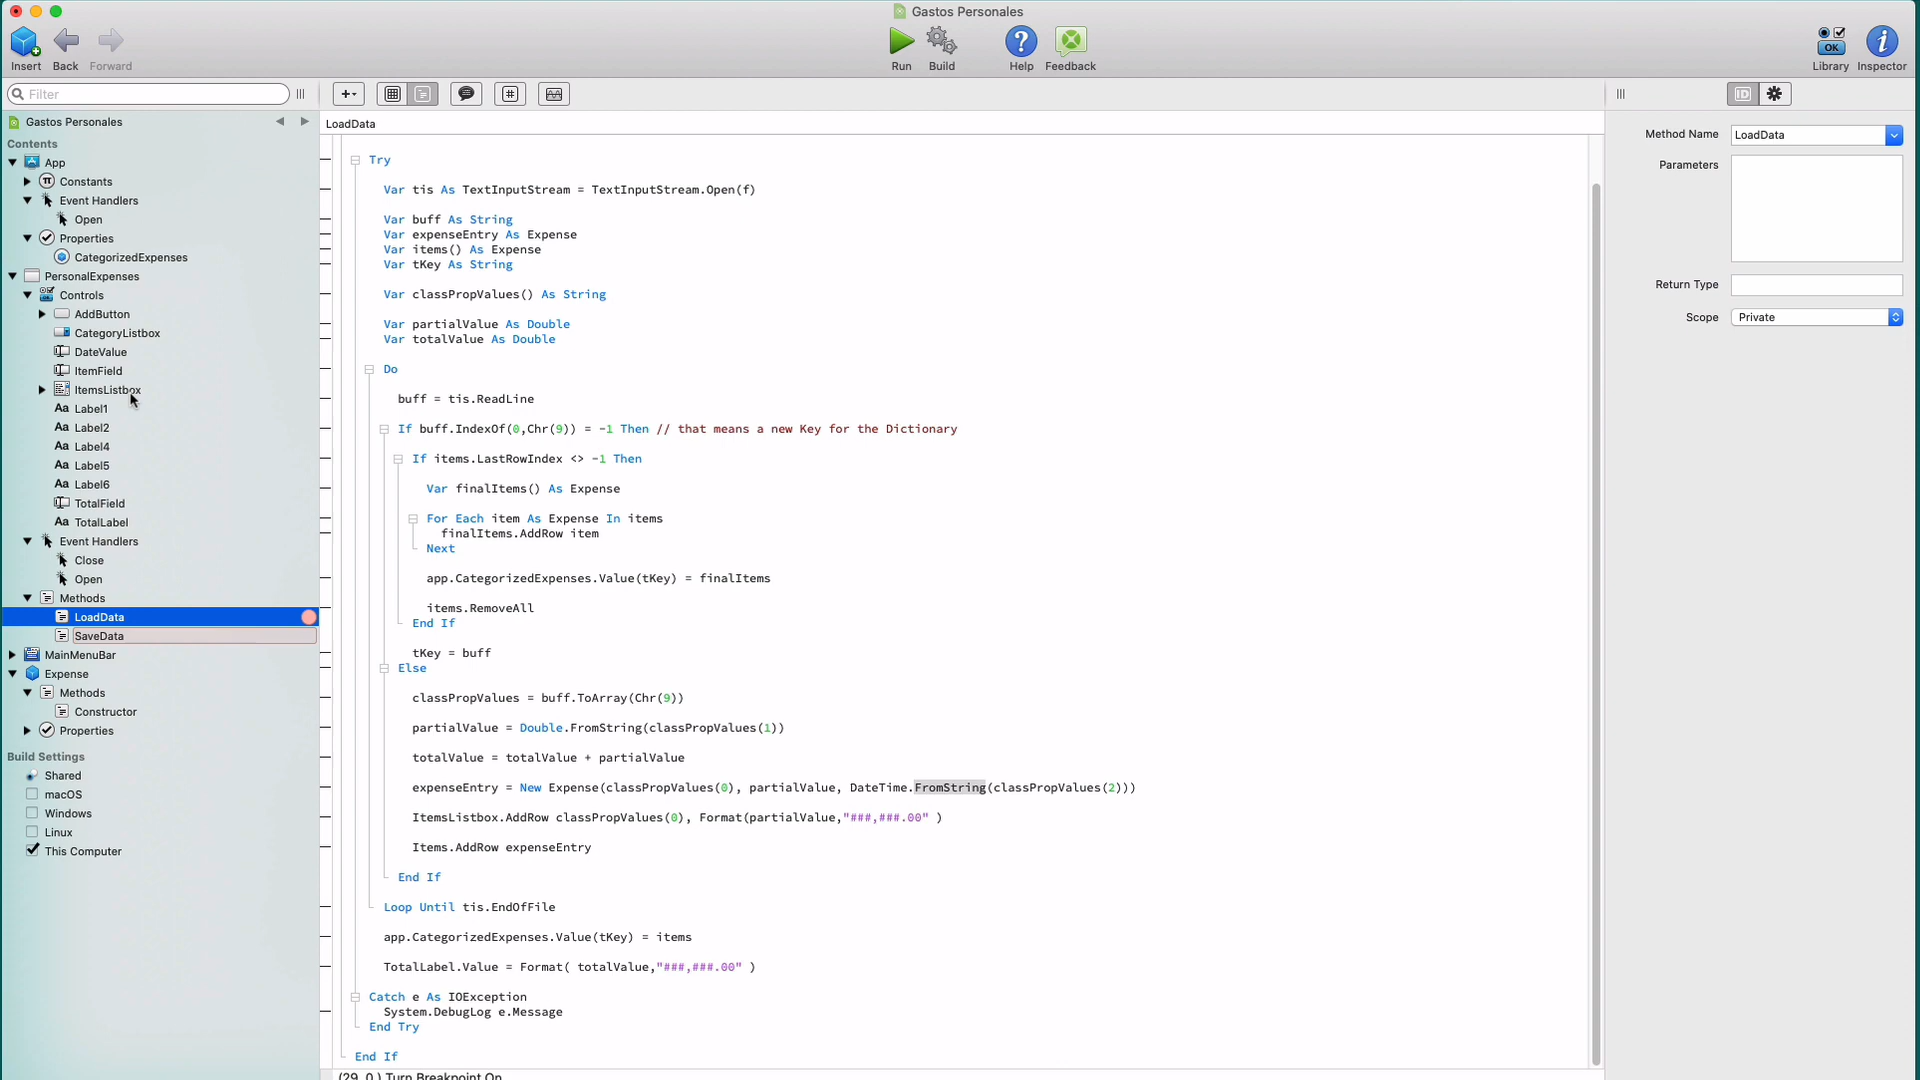 Gastos Personales
Insert
Back
Forward
Run
Build
Help
Feedback
OK
Library
Inspector
Filter
ID
Gastos Personales
Contents
App
Constants
Event Handlers
Open
Properties
CategorizedExpenses
PersonalExpenses
Controls
AddButton
CategoryListbox
DateValue
ItemField
ItemsListbox
Aa Label1
Aa Label2
Aa Label4
Aa Label5
Aa Label6
TotalField
Aa TotalLabel
Event Handlers
Close
Open
Methods
LoadData
SaveData
MainMenuBar
Expense
Methods
Constructor
Properties
Build Settings
Shared
macOS
Windows
Linux
This Computer
LoadData
Try
Var tis As TextInputStream = TextInputStream.Open(f)
Var buff As String
Var expenseEntry As Expense
Var items() As Expense
Var tKey As String
Var classPropValues() As String
Var partialValue As Double
Var totalValue As Double
Do
buff = tis.ReadLine
If buff.IndexOf(0,Chr(9)) = -1 Then // that means a new Key for the Dictionary
If items.LastRowIndex <> -1 Then
Var finalItems() As Expense
For Each item As Expense In items
finalItems.AddRow item
Next
app.CategorizedExpenses.Value(tKey) = finalItems
items.RemoveAll
End If
tKey = buff
Else
classPropValues = buff.ToArray(Chr(9))
partialValue = Double.FromString(classPropValues(1))
totalValue = totalValue + partialValue
expenseEntry = New Expense(classPropValues(0), partialValue, DateTime.FromString(classPropValues(2)))
ItemsListbox.AddRow classPropValues(0), Format(partialValue,"###,###.00" )
Items.AddRow expenseEntry
End If
Loop Until tis.EndOfFile
app.CategorizedExpenses.Value(tKey) = items
TotalLabel.Value = Format( totalValue,"###,###.00" )
Catch e As IOException
System.DebugLog e.Message
End Try
End If
(29, 0 ) Turn Breakpoint On
Method Name LoadData
Parameters
Return Type
Scope Private